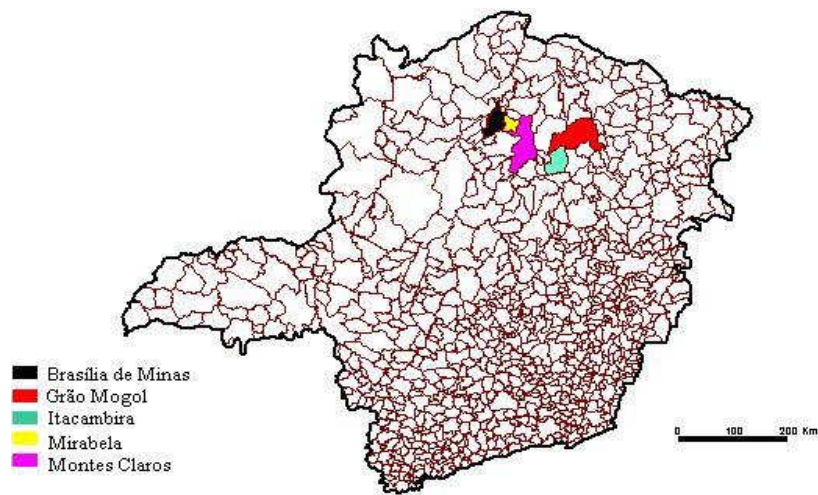 Brasília de Minas
Grão Mogol
Itacambira
Mirabela
Montes Claros
0 100 200 Km